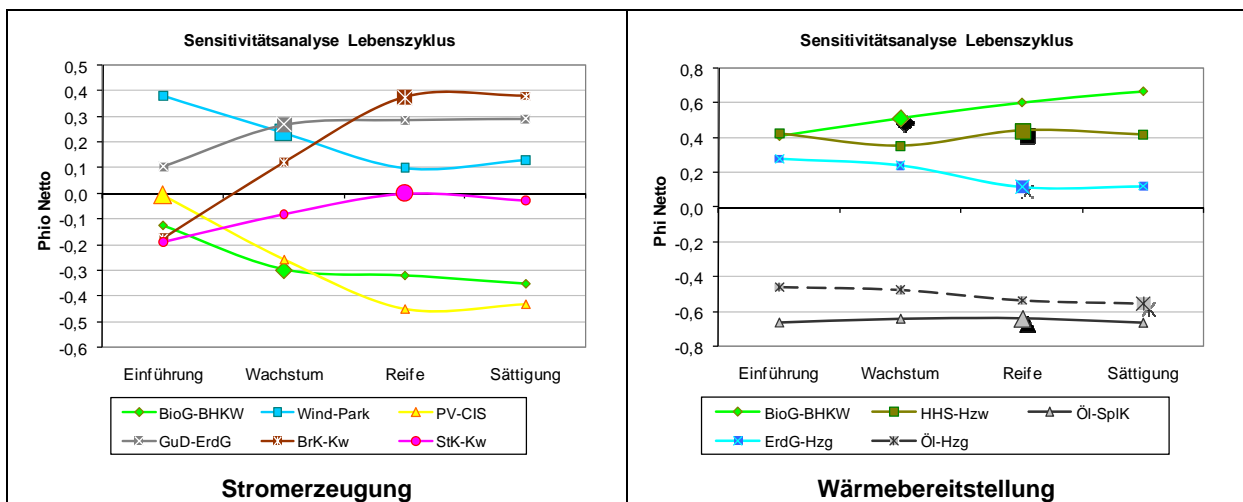 Sensitivitätsanalyse Lebenszyklus
Phio Netto
0,5
0,4
0,3
0,2
0,1
0,0
-0,1
-0,2
-0,3
-0,4
-0,5
-0,6
Einführung Wachstum Reife Sättigung
BioG-BHKW Wind-Park PV-CIS
GuD-ErdG BrK-Kw StK-Kw
Stromerzeugung
Sensitivitätsanalyse Lebenszyklus
Phi Netto
0,8
0,6
0,4
0,2
0,0
-0,2
-0,4
-0,6
-0,8
Einführung Wachstum Reife Sättigung
BioG-BHKW HHS-Hzw Öl-SplK
ErdG-Hzg Öl-Hzg
Wärmebereitstellung